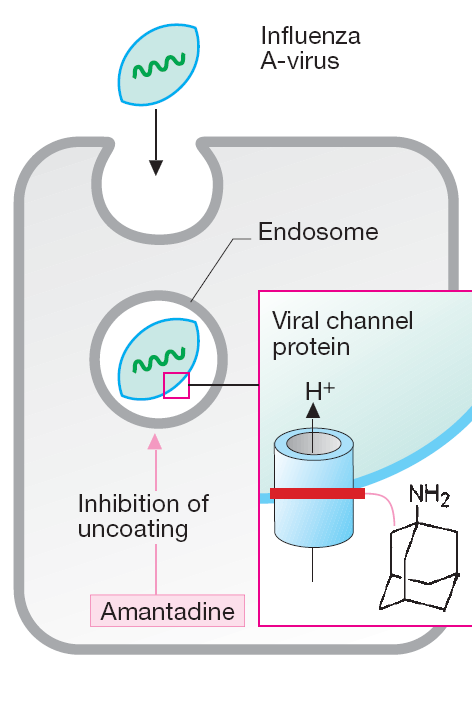 Influenza
A-virus
Endosome
Viral channel
protein
H⁺
NH₂
Inhibition of
uncoating
Amantadine